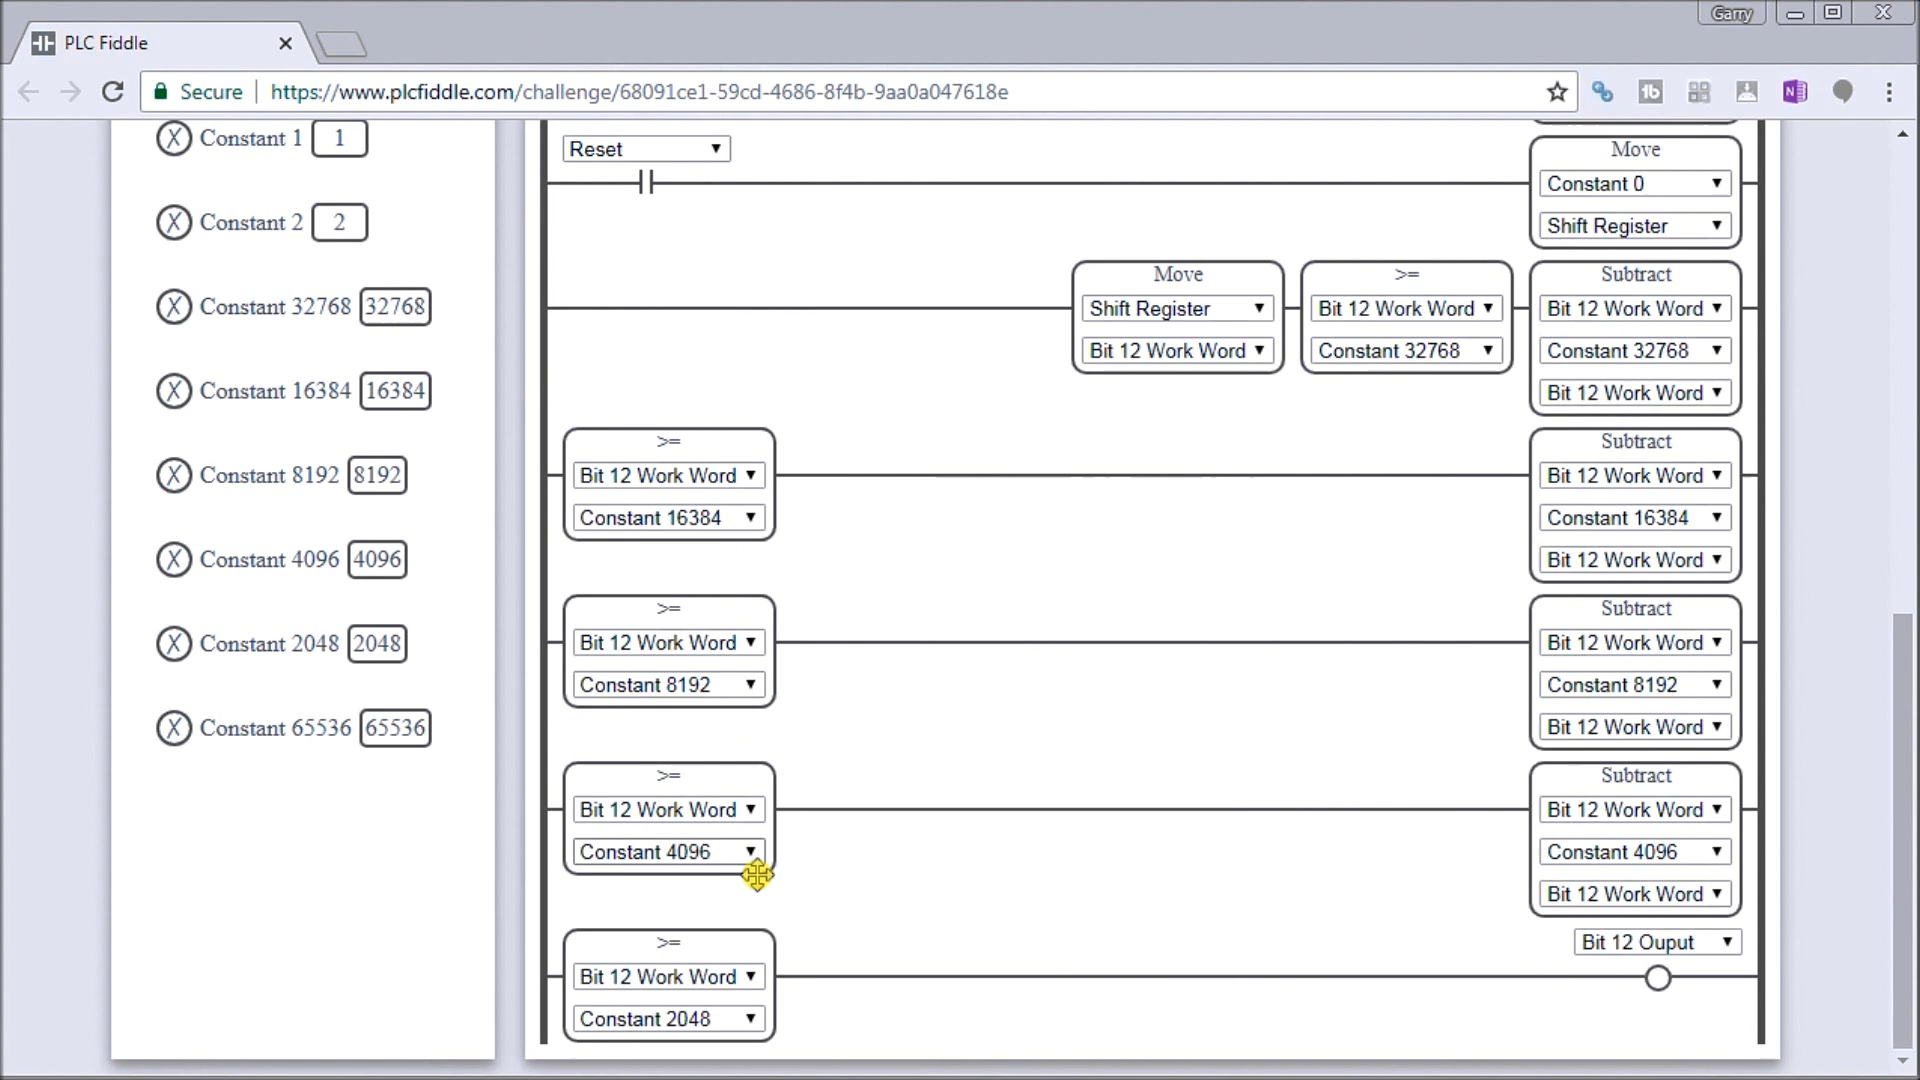 Garry
PLC Fiddle
Secure https://www.plcfiddle.com/challenge/68091ce1-59cd-4686-8f4b-9aa0a047618e
X Constant 1 1
X Constant 2 2
X Constant 32768 32768
X Constant 16384 16384
X Constant 8192 8192
X Constant 4096 4096
X Constant 2048 2048
X Constant 65536 65536
Reset
Move
Constant 0
Shift Register
Move
Shift Register
Bit 12 Work Word
>=
Bit 12 Work Word
Constant 32768
Subtract
Bit 12 Work Word
Constant 32768
Bit 12 Work Word
>=
Bit 12 Work Word
Constant 16384
Subtract
Bit 12 Work Word
Constant 16384
Bit 12 Work Word
>=
Bit 12 Work Word
Constant 8192
Subtract
Bit 12 Work Word
Constant 8192
Bit 12 Work Word
>=
Bit 12 Work Word
Constant 4096
Subtract
Bit 12 Work Word
Constant 4096
Bit 12 Work Word
>=
Bit 12 Work Word
Constant 2048
Bit 12 Ouput